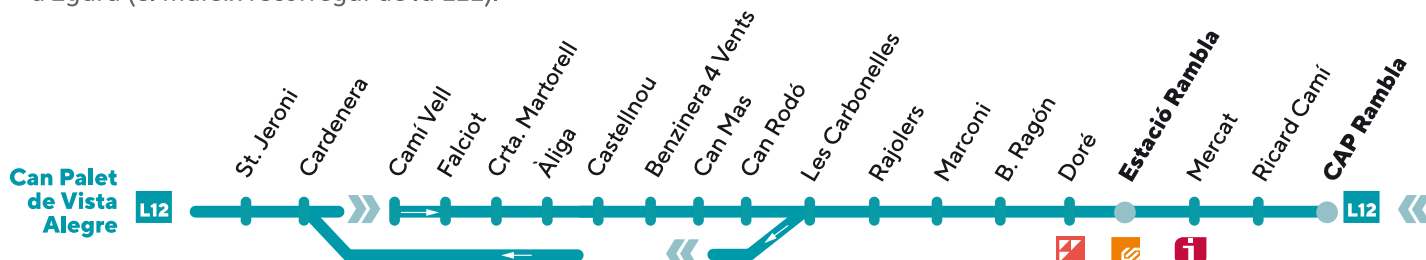 St. Jeroni
Cardenera
Camí Vell
Falciot
Crta. Martorell
Àliga
Castellnou
Benzinera 4 Vents
Can Mas
Can Rodó
Les Carbonelles
Rajolers
Marconi
B. Ragón
Doré
Estació Rambla
Mercat
Ricard Camí
CAP Rambla
Can Palet
de Vista
Alegre
L12
L12